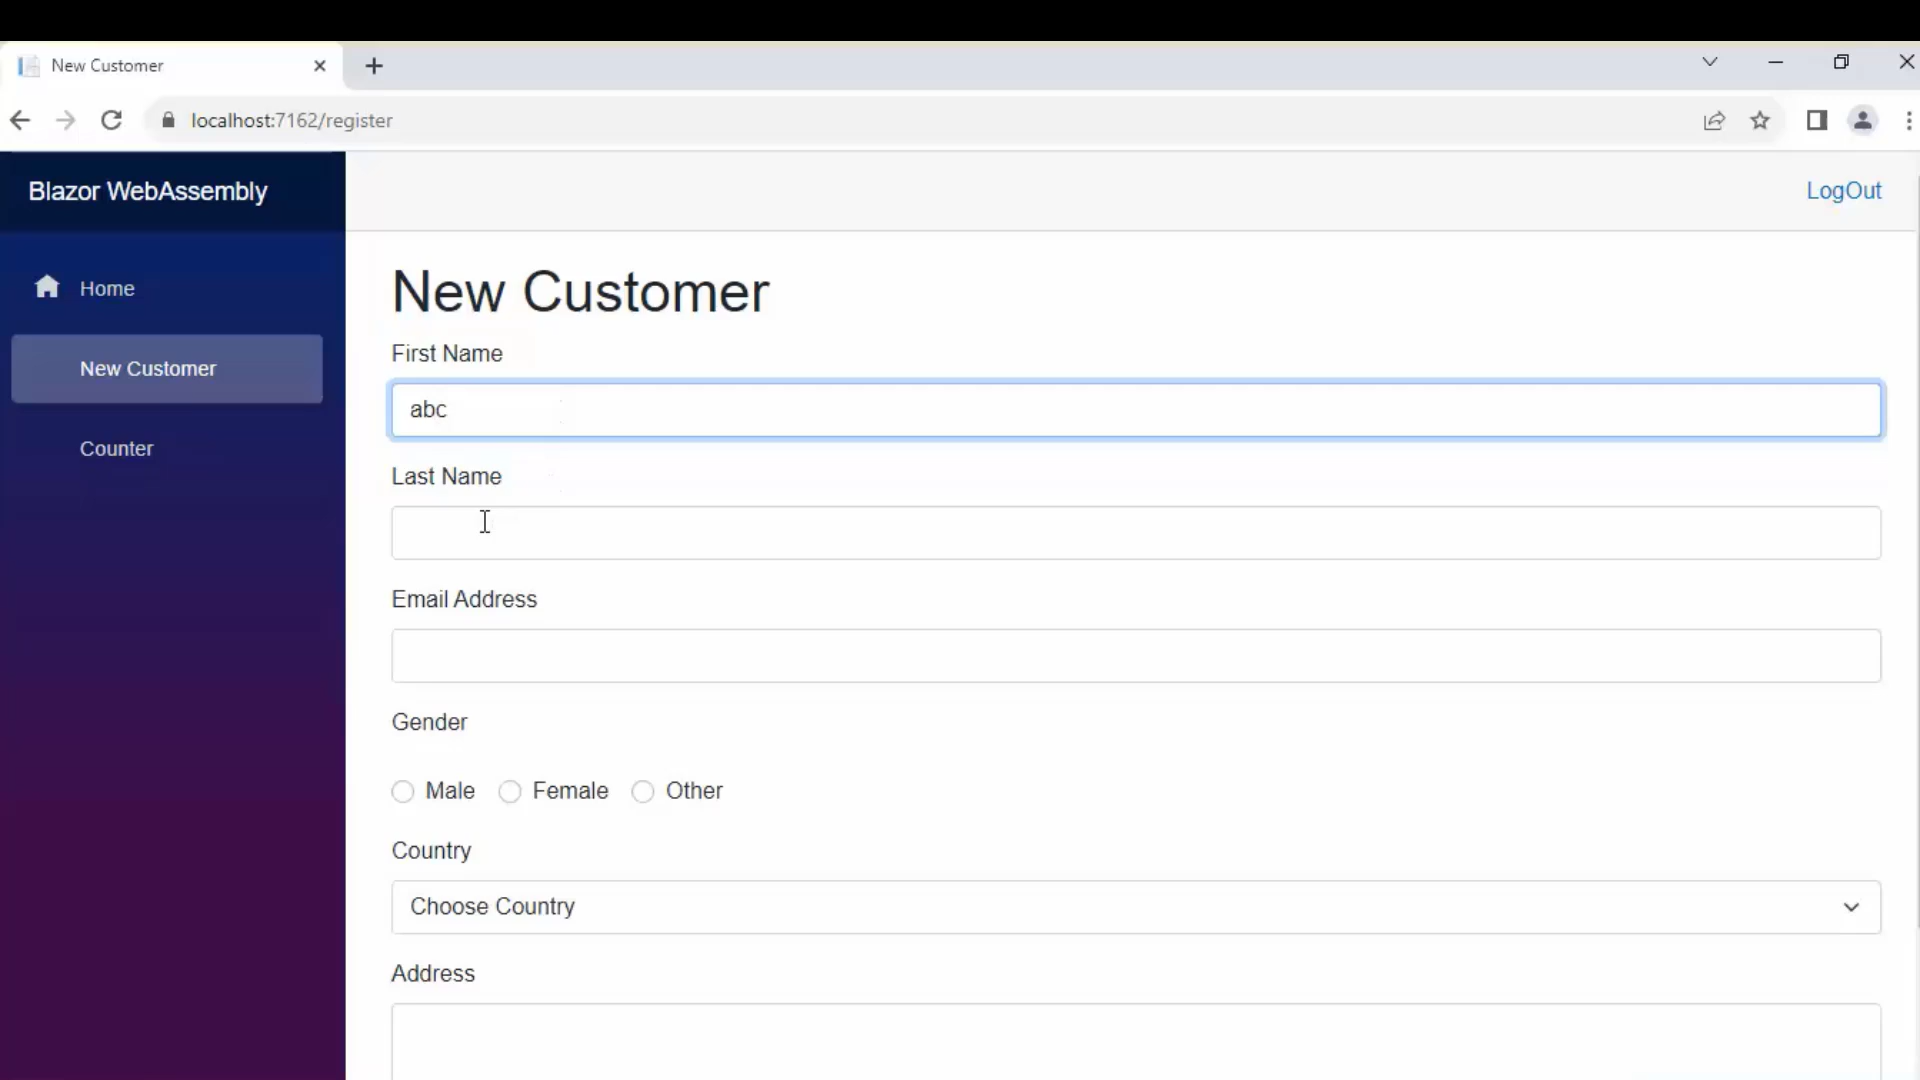 New Customer
localhost:7162/register
Blazor WebAssembly
LogOut
Home
New Customer
Counter
New Customer
First Name
abc
Last Name
Email Address
Gender
Male Female Other
Country
Choose Country
Address